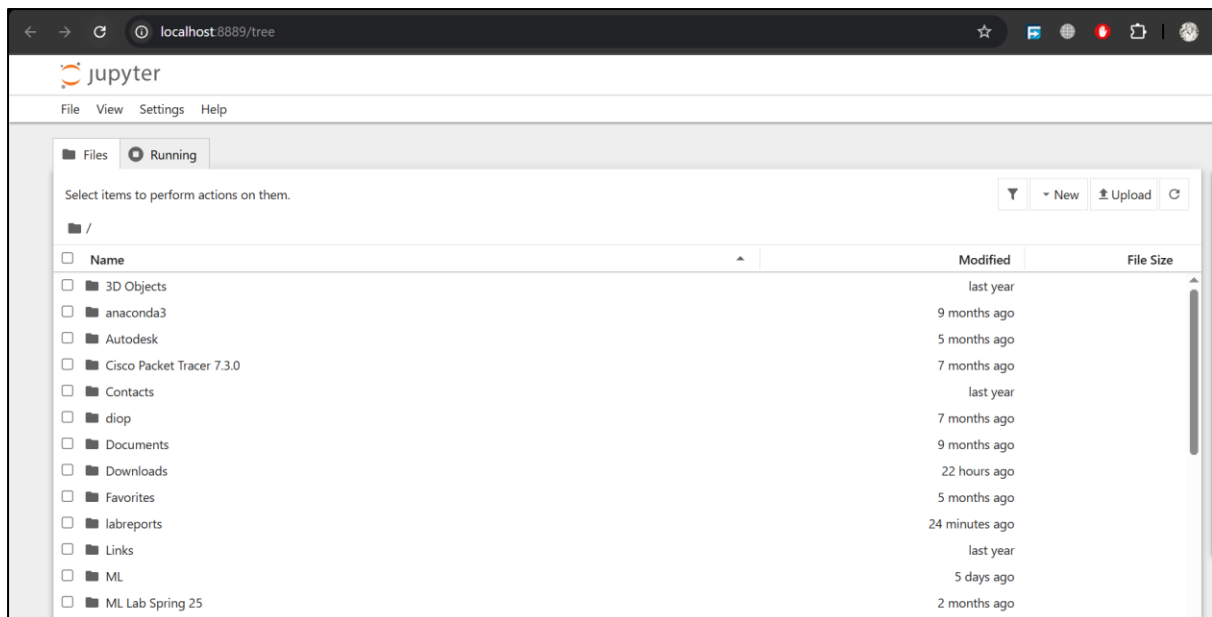 localhost:8889/tree
jupyter
File View Settings Help
Files Running
Select items to perform actions on them.
New Upload
/
Name Modified File Size
3D Objects last year
anaconda3 9 months ago
Autodesk 5 months ago
Cisco Packet Tracer 7.3.0 7 months ago
Contacts last year
diop 7 months ago
Documents 9 months ago
Downloads 22 hours ago
Favorites 5 months ago
labreports 24 minutes ago
Links last year
ML 5 days ago
ML Lab Spring 25 2 months ago